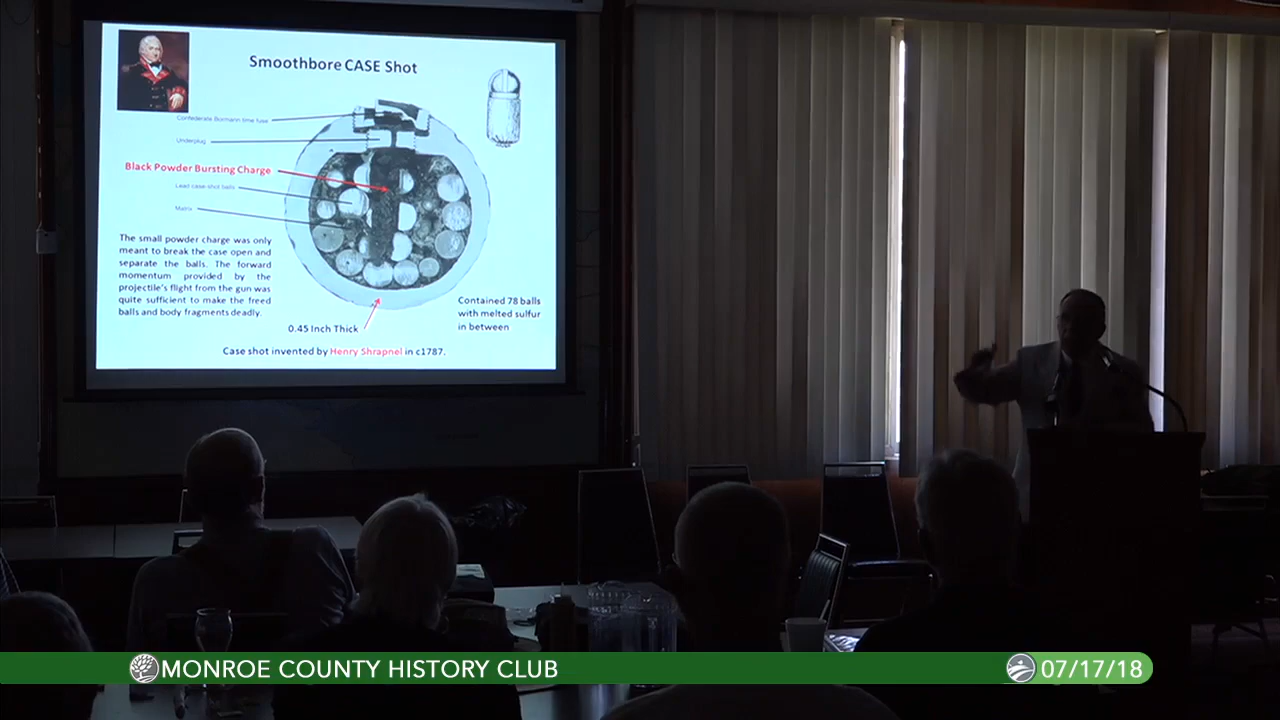 Smoothbore CASE Shot
Confederate Bormann time fuse
Underplug
Black Powder Bursting Charge
Lead case-shot balls
Matrix
The small powder charge was only
meant to break the case open and
separate the balls. The forward
momentum provided by the
projectile's flight from the gun was
quite sufficient to make the freed
balls and body fragments deadly.
Contained 78 balls
with melted sulfur
in between
0.45 Inch Thick
Case shot invented by Henry Shrapnel in c1787.
MONROE COUNTY HISTORY CLUB
07/17/18